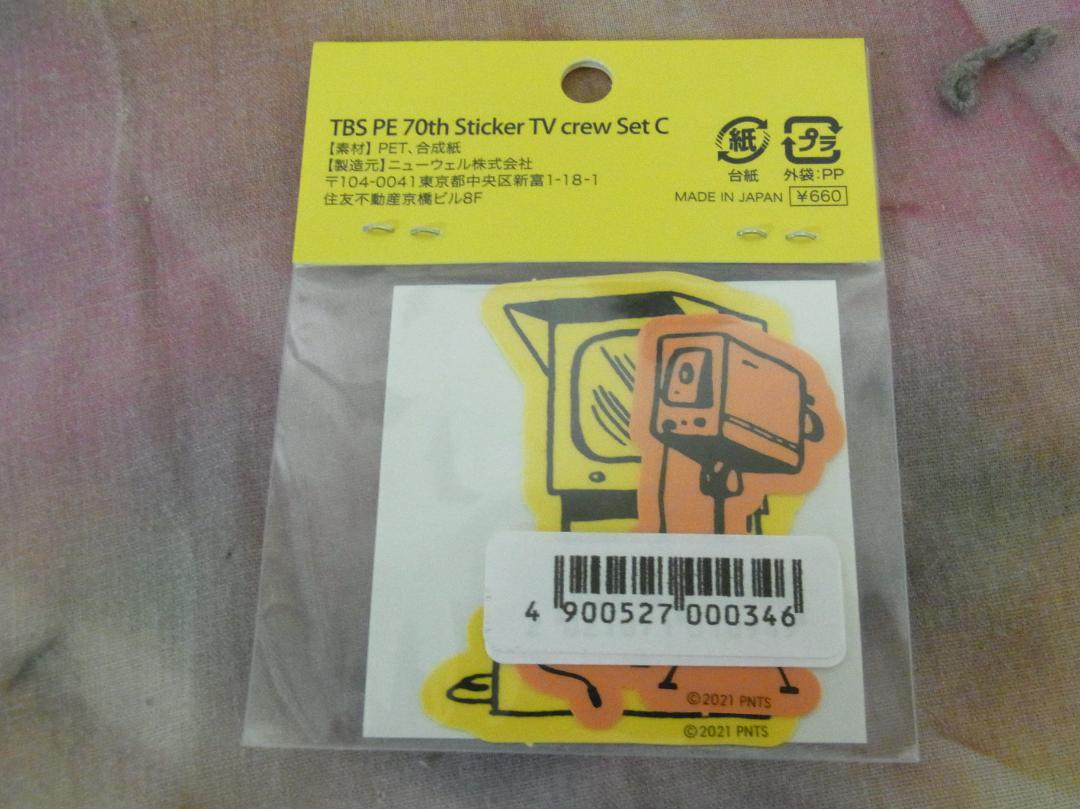 TBS PE 70th Sticker TV crew Set C
【素材】PET、合成紙
【製造元】ニューウェル株式会社
〒104-0041東京都中央区新富1-18-1
住友不動産京橋ビル8F
紙
台紙
プラ
外袋:PP
MADE IN JAPAN ¥660
4 900527 000346
©2021 PNTS
©2021 PNTS